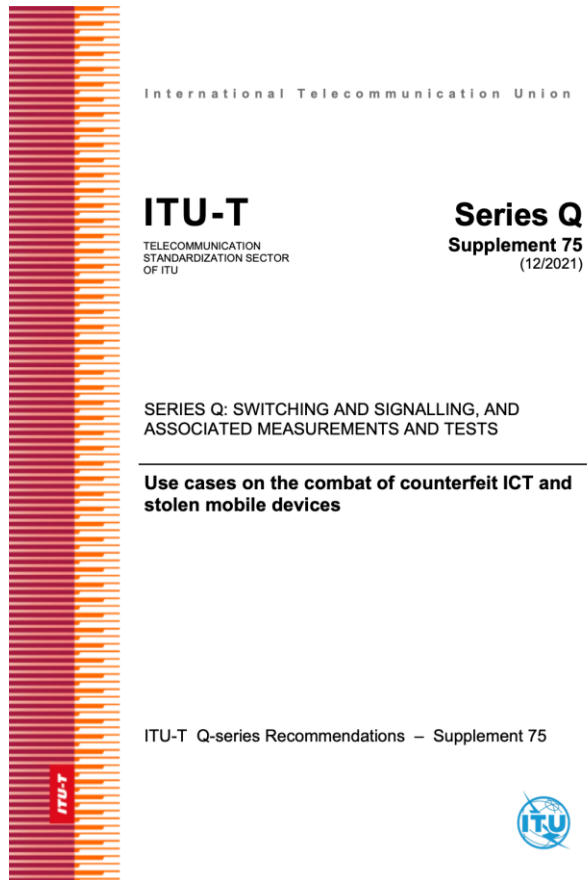 International Telecommunication Union
ITU-T
TELECOMMUNICATION
STANDARDIZATION SECTOR
OF ITU
Series Q
Supplement 75
(12/2021)
SERIES Q: SWITCHING AND SIGNALLING, AND
ASSOCIATED MEASUREMENTS AND TESTS
Use cases on the combat of counterfeit ICT and
stolen mobile devices
ITU-T Q-series Recommendations – Supplement 75
ITU-T
ITU